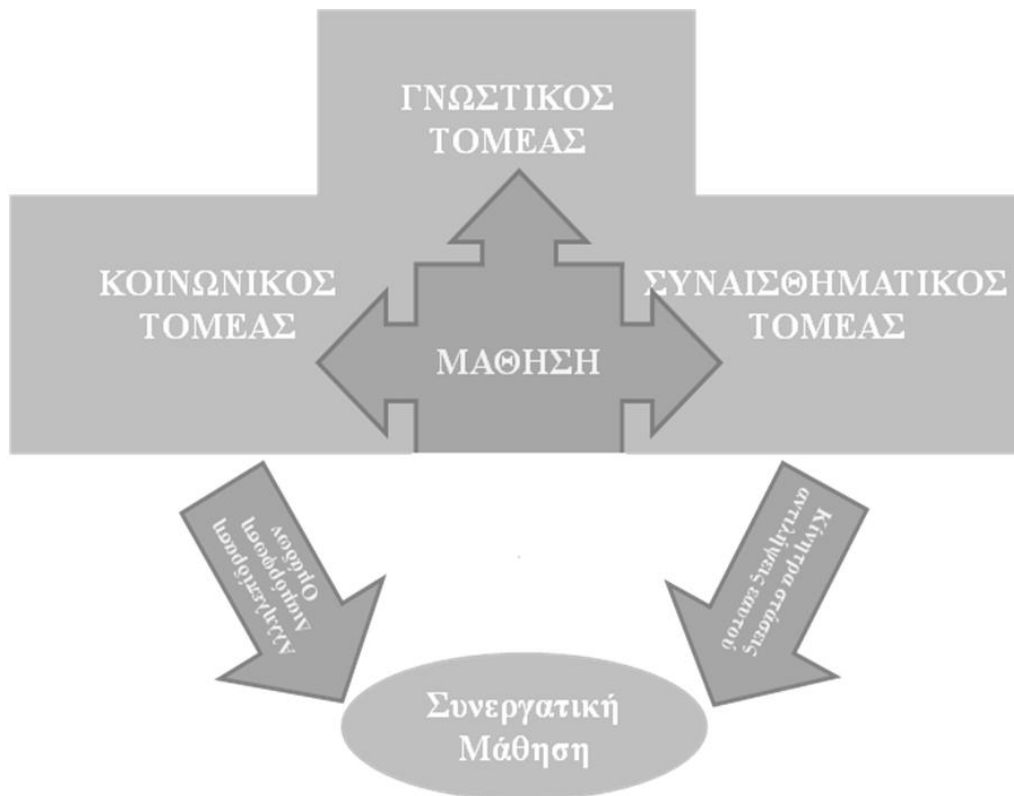 ΓΝΩΣΤΙΚΟΣ
ΤΟΜΕΑΣ
ΚΟΙΝΩΝΙΚΟΣ
ΤΟΜΕΑΣ
ΣΥΝΑΙΣΘΗΜΑΤΙΚΟΣ
ΤΟΜΕΑΣ
ΜΑΘΗΣΗ
Αλληλεπίδραση
Διαμόρφωση
Ομάδων
Κίνητρα στάσεις
αντιλήψεις εαυτού
Συνεργατική
Μάθηση